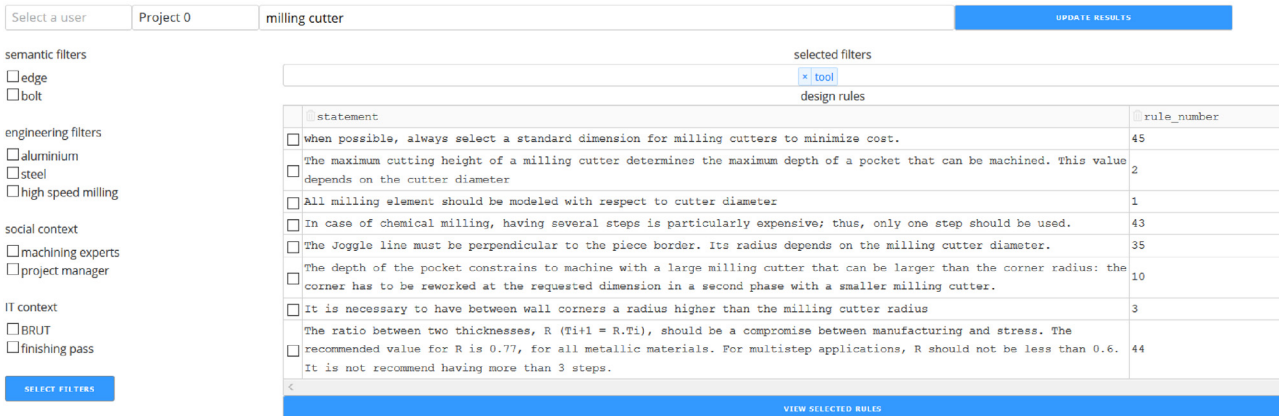 Select a user
Project 0
milling cutter
UPDATE RESULTS
semantic filters
edge
bolt
engineering filters
aluminium
steel
high speed milling
social context
machining experts
project manager
IT context
BRUT
finishing pass
SELECT FILTERS
selected filters
× tool
design rules
statement rule_number
when possible, always select a standard dimension for milling cutters to minimize cost. 45
The maximum cutting height of a milling cutter determines the maximum depth of a pocket that can be machined. This value
depends on the cutter diameter
2
All milling element should be modeled with respect to cutter diameter 1
In case of chemical milling, having several steps is particularly expensive; thus, only one step should be used. 43
The Joggle line must be perpendicular to the piece border. Its radius depends on the milling cutter diameter. 35
The depth of the pocket constrains to machine with a large milling cutter that can be larger than the corner radius: the
corner has to be reworked at the requested dimension in a second phase with a smaller milling cutter.
10
It is necessary to have between wall corners a radius higher than the milling cutter radius 3
The ratio between two thicknesses, R (Ti+1 = R.Ti), should be a compromise between manufacturing and stress. The
recommended value for R is 0.77, for all metallic materials. For multistep applications, R should not be less than 0.6. 44
It is not recommend having more than 3 steps.
VIEW SELECTED RULES